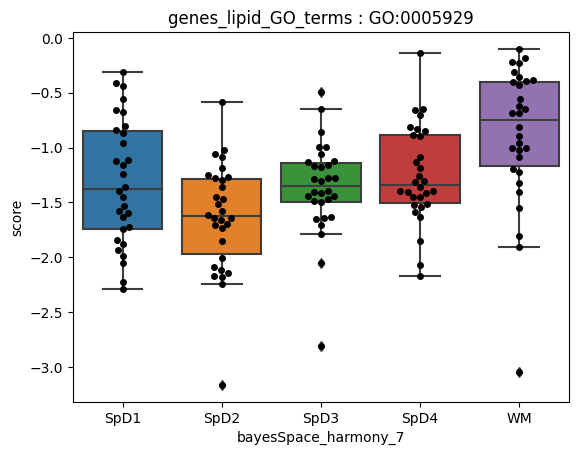 genes_lipid_GO_terms : GO:0005929
score
0.0
−0.5
−1.0
−1.5
−2.0
−2.5
−3.0
SpD1 SpD2 SpD3 SpD4 WM
bayesSpace_harmony_7